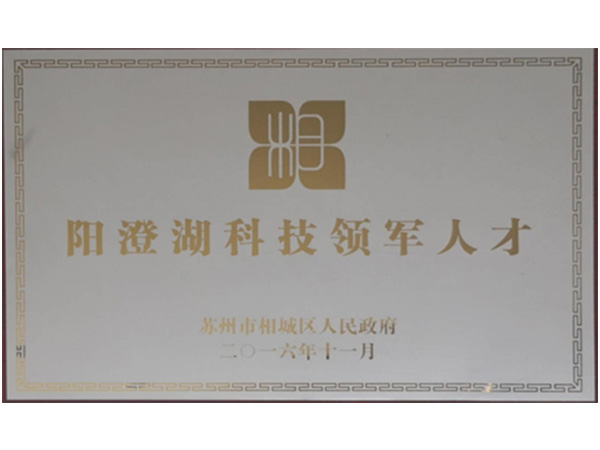 相
阳澄湖科技领军人才
苏州市相城区人民政府
二〇一六年十一月